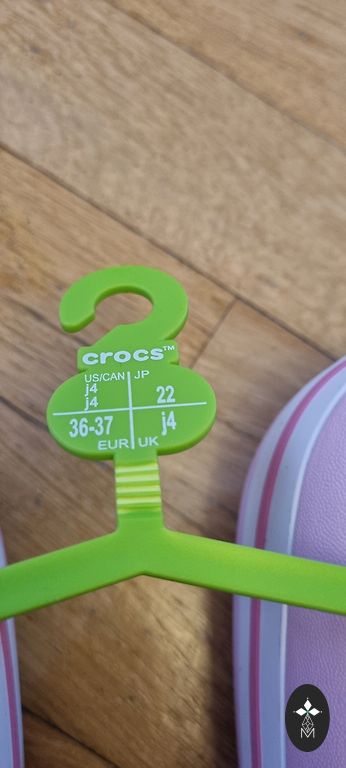 crocs™
US/CAN JP
j4
j4 22
36-37 j4
EUR UK
M